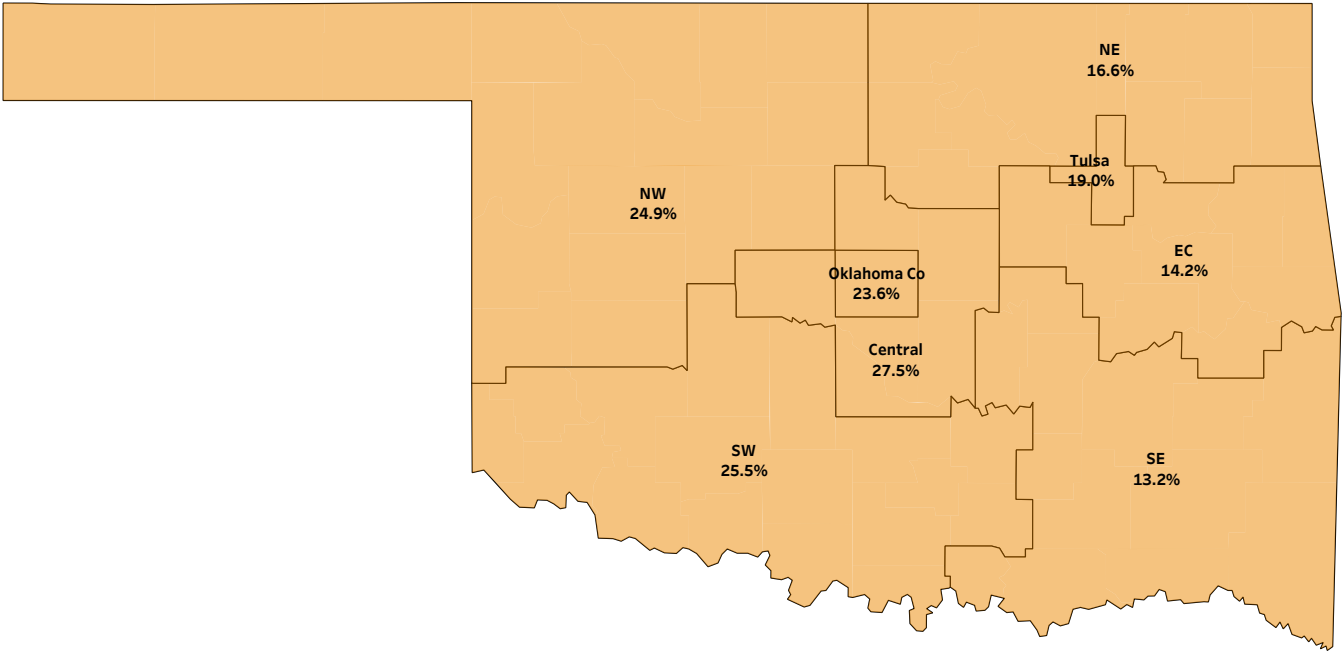 NE
16.6%
Tulsa
19.0%
NW
24.9%
EC
14.2%
Oklahoma Co
23.6%
Central
27.5%
SW
25.5%
SE
13.2%